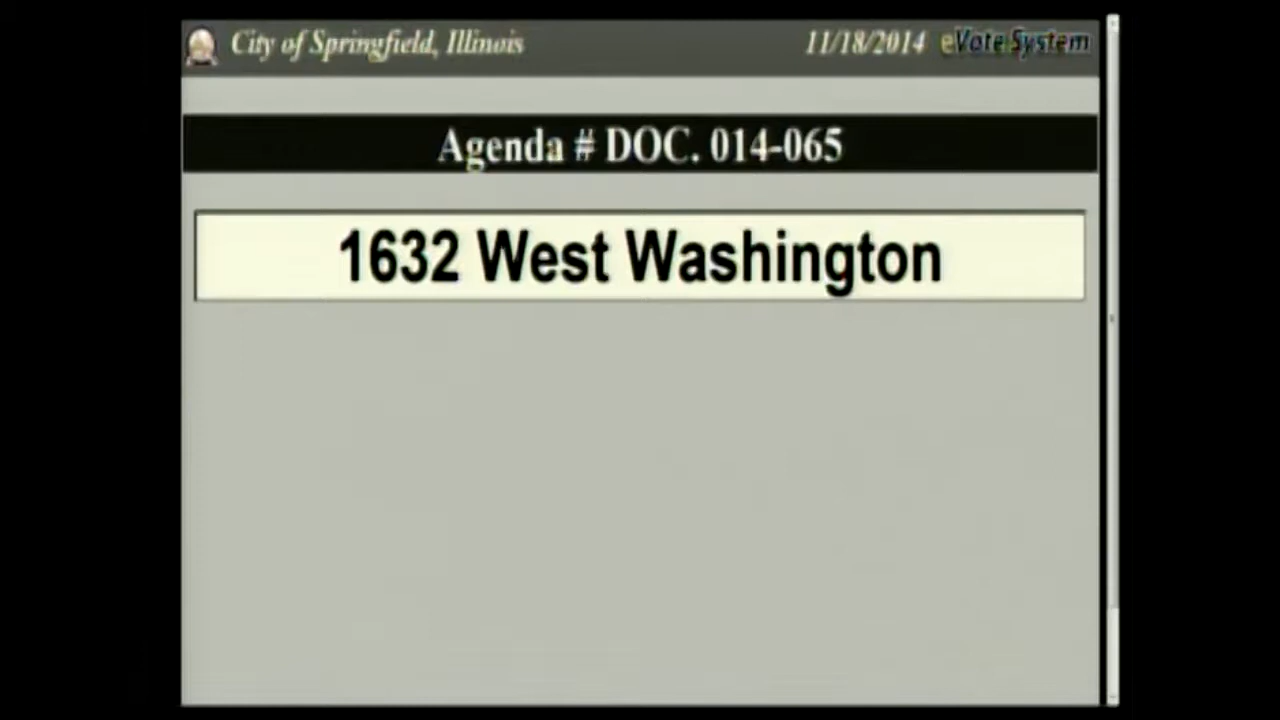 City of Springfield, Illinois
11/18/2014 eVote System
Agenda # DOC. 014-065
1632 West Washington